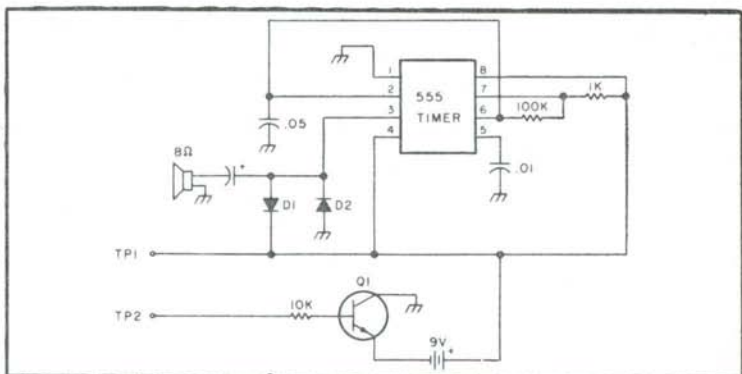 1
2
3
4
555
TIMER
8
7
6
5
1K
100K
.05
.01
8Ω
+
D1
D2
TP1
Q1
TP2
10K
9V
+